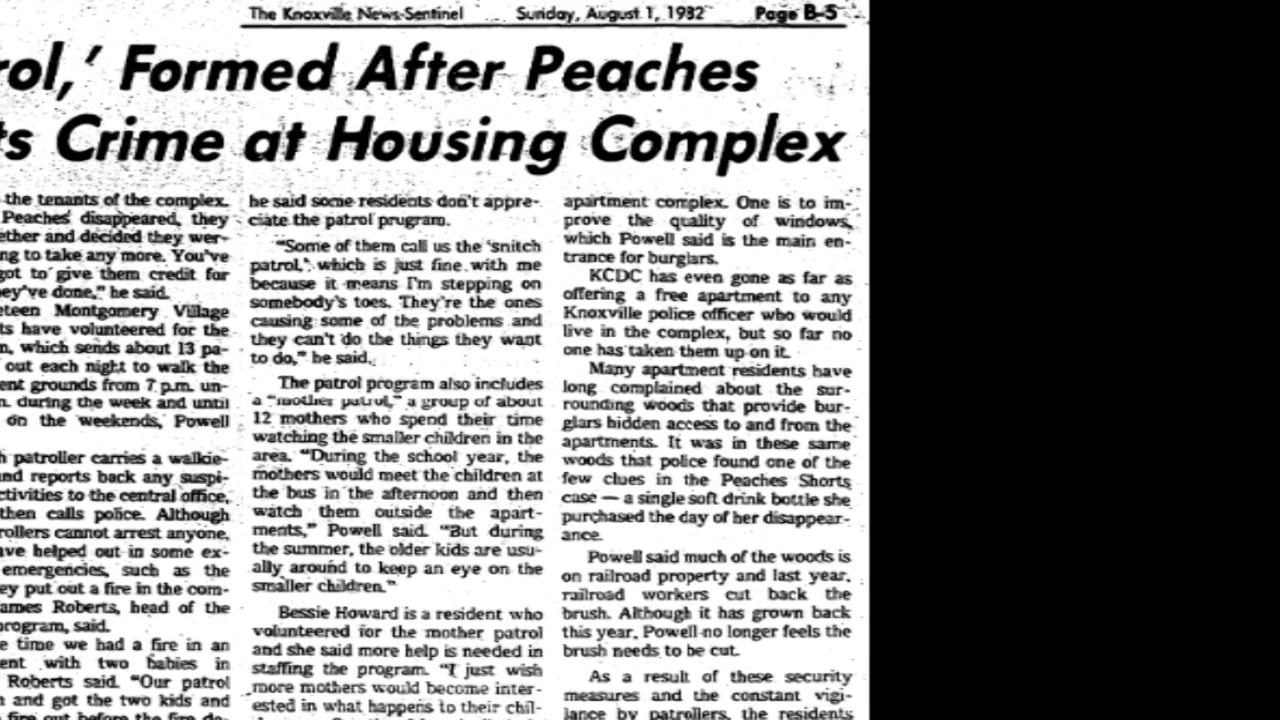 The Knoxville News-Sentinel Sunday, August 1, 1982 Page B-5
rol,' Formed After Peaches
ts Crime at Housing Complex
the tenants of the complex.
Peaches disappeared, they
ether and decided they wer-
ng to take any more. You've
got to give them credit for
hey've done," he said.
eteen Montgomery Village
ts have volunteered for the
n, which sends about 13 pa-
out each night to walk the
ent grounds from 7 p.m. un-
n. during the week and until
on the weekends, Powell
h patroller carries a walkie-
and reports back any suspi-
ctivities to the central office,
then calls police. Although
rollers cannot arrest anyone,
ave helped out in some ex-
emergencies, such as the
ey put out a fire in the com-
ames Roberts, head of the
program, said.
e time we had a fire in an
ent with two babies in
Roberts said. "Our patrol
n and got the two kids and
fire out before the fire de-
he said some residents don't appre-
ciate the patrol prugram.
"Some of them call us the 'snitch
patrol,' which is just fine with me
because it means I'm stepping on
somebody's toes. They're the ones
causing some of the problems and
they can't do the things they want
to do," he said.
The patrol program also includes
a "mother patrol," a group of about
12 mothers who spend their time
watching the smaller children in the
area. "During the school year, the
mothers would meet the children at
the bus in the afternoon and then
watch them outside the apart-
ments," Powell said. "But during
the summer, the older kids are usu-
ally around to keep an eye on the
smaller children."
Bessie Howard is a resident who
volunteered for the mother patrol
and she said more help is needed in
staffing the program. "I just wish
more mothers would become inter-
ested in what happens to their chil-
apartment complex. One is to im-
prove the quality of windows,
which Powell said is the main en-
trance for burglars.
KCDC has even gone as far as
offering a free apartment to any
Knoxville police officer who would
live in the complex, but so far no
one has taken them up on it.
Many apartment residents have
long complained about the sur-
rounding woods that provide bur-
glars hidden access to and from the
apartments. It was in these same
woods that police found one of the
few clues in the Peaches Shorts
case — a single soft drink bottle she
purchased the day of her disappear-
ance.
Powell said much of the woods is
on railroad property and last year,
railroad workers cut back the
brush. Although it has grown back
this year, Powell no longer feels the
brush needs to be cut.
As a result of these security
measures and the constant vigi-
lance by patrollers, the residents